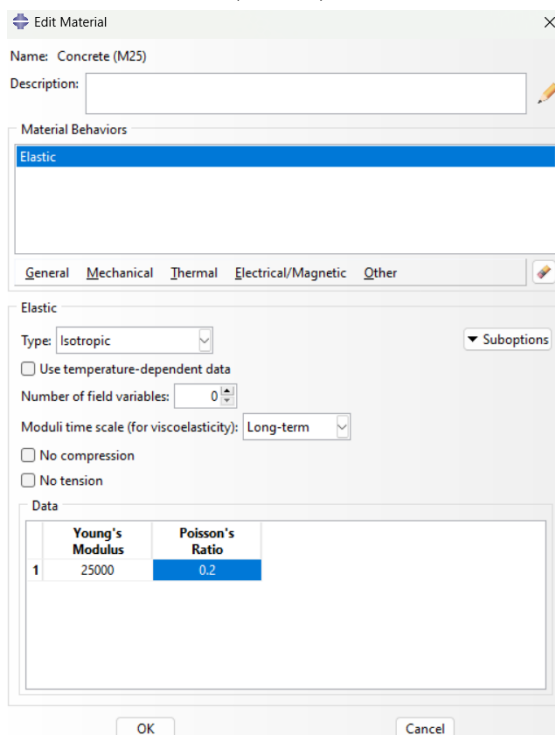 Edit Material
Name: Concrete (M25)
Description:
Material Behaviors
Elastic
General Mechanical Thermal Electrical/Magnetic Other
Elastic
Type: Isotropic
Suboptions
Use temperature-dependent data
Number of field variables: 0
Moduli time scale (for viscoelasticity): Long-term
No compression
No tension
Data
Young's Poisson's
Modulus Ratio
1 25000 0.2
OK Cancel